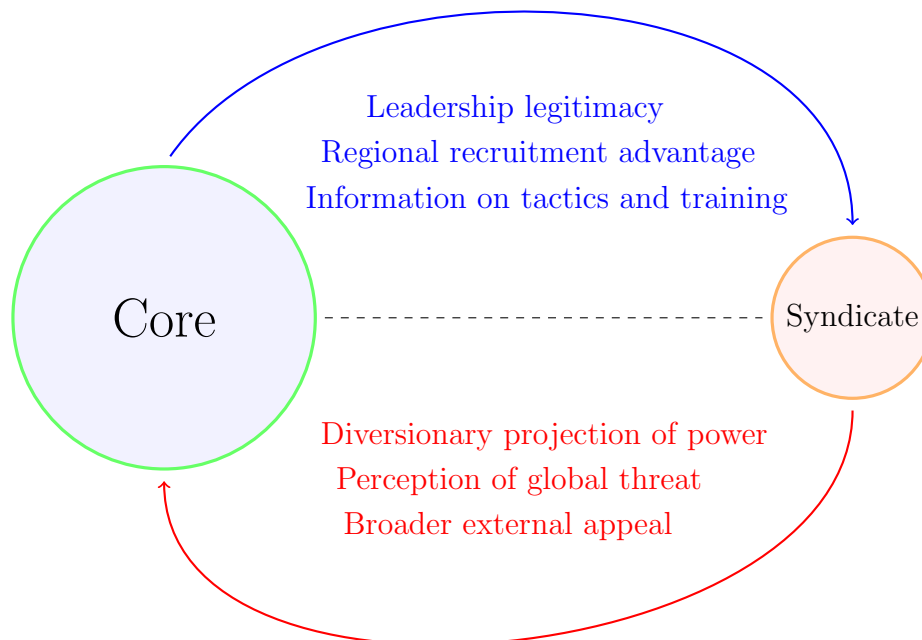 Leadership legitimacy
Regional recruitment advantage
Information on tactics and training
Core
Syndicate
Diversionary projection of power
Perception of global threat
Broader external appeal